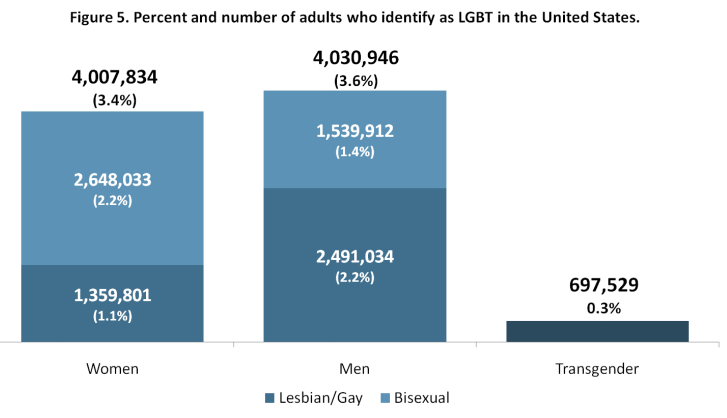 Figure 5. Percent and number of adults who identify as LGBT in the United States.
4,007,834
(3.4%)
2,648,033
(2.2%)
1,359,801
(1.1%)
4,030,946
(3.6%)
1,539,912
(1.4%)
2,491,034
(2.2%)
697,529
0.3%
Women
Men
Transgender
Lesbian/Gay
Bisexual